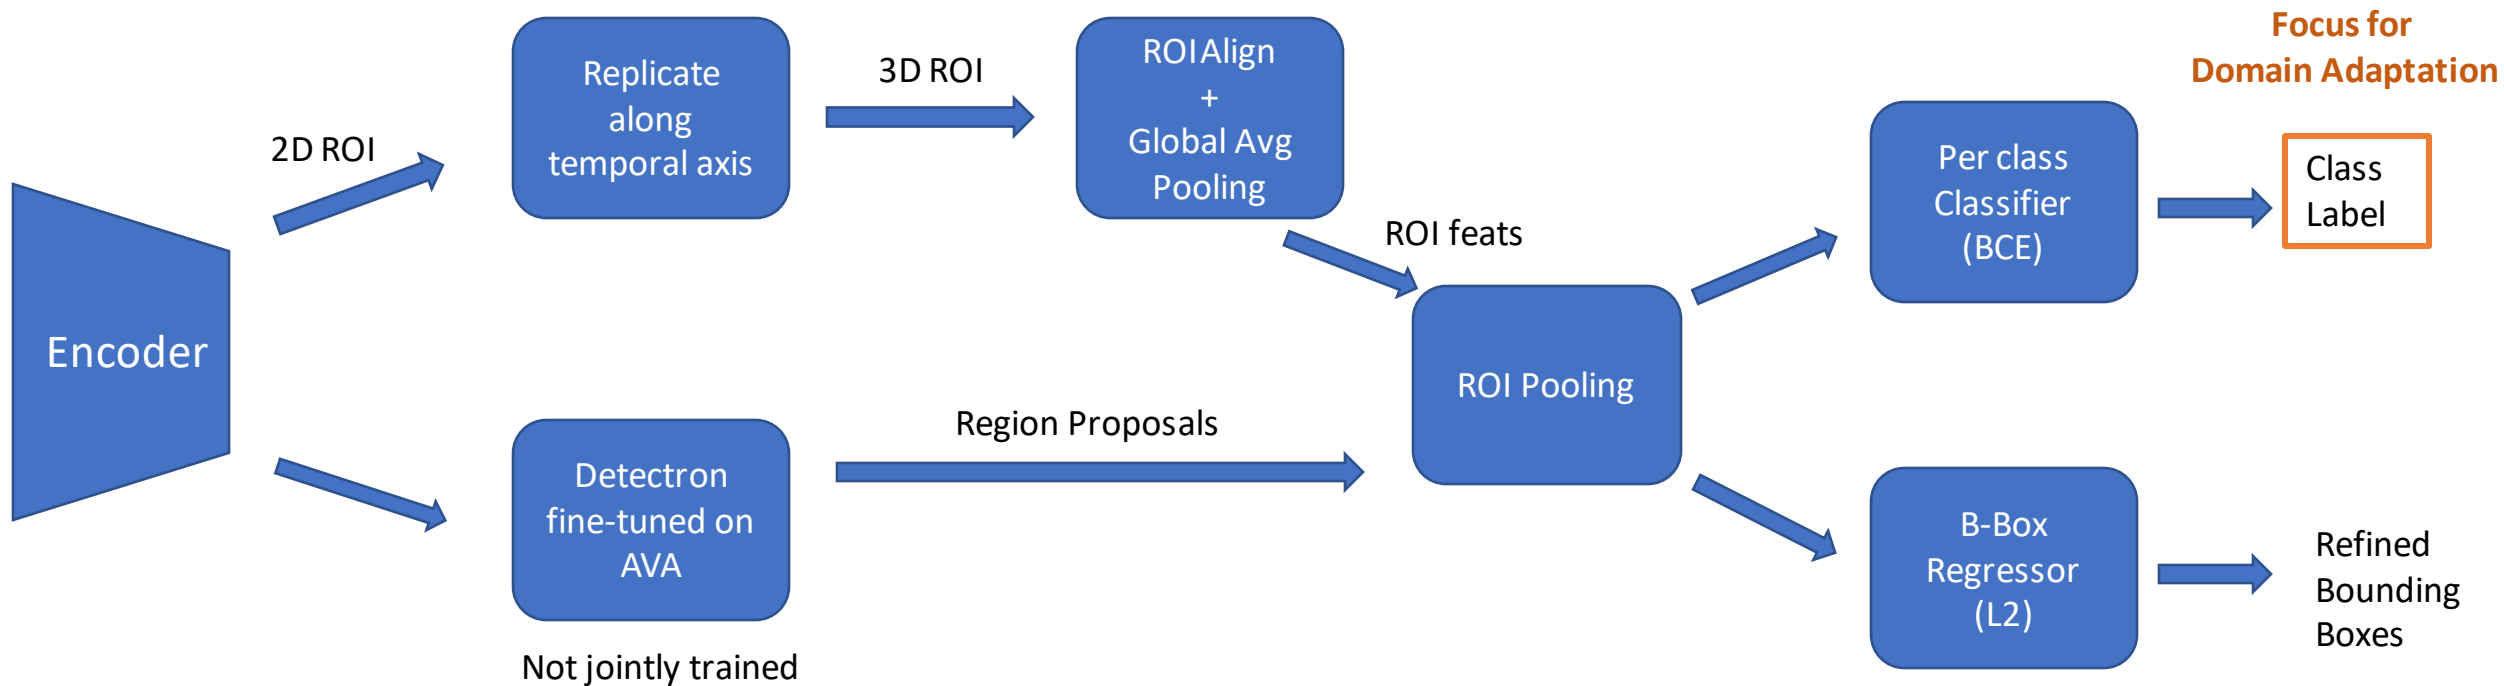 Encoder
2D ROI
Replicate
along
temporal axis
3D ROI
ROIAlign
+
Global Avg
Pooling
ROI feats
Detectron
fine-tuned on
AVA
Not jointly trained
Region Proposals
ROI Pooling
Per class
Classifier
(BCE)
Focus for
Domain Adaptation
Class
Label
B-Box
Regressor
(L2)
Refined
Bounding
Boxes